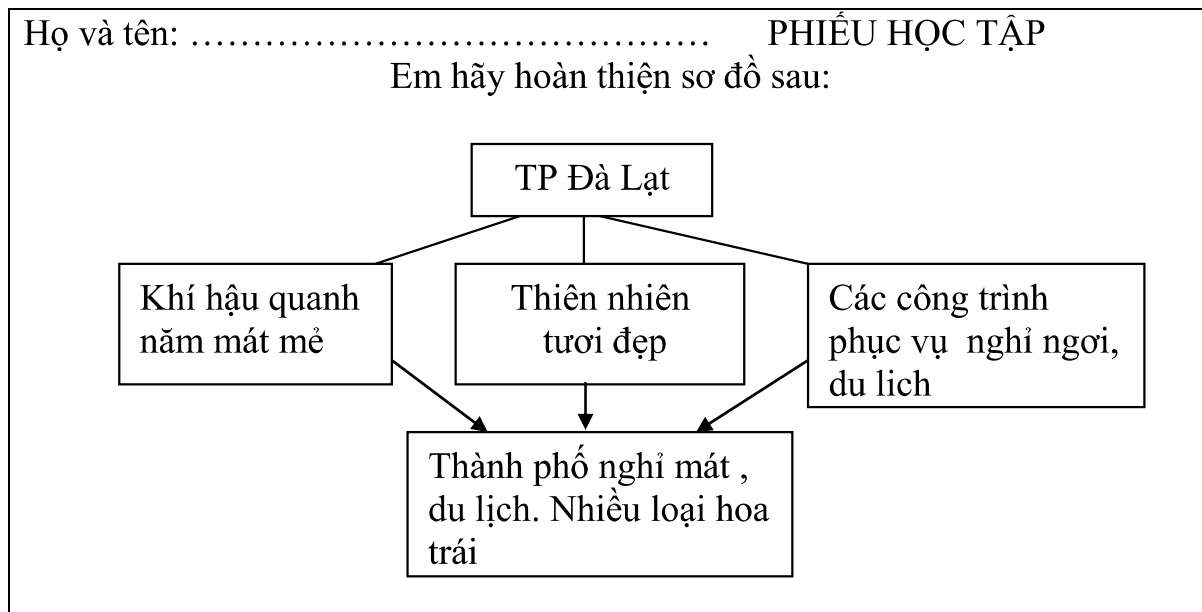 Họ và tên: ………………………………… PHIẾU HỌC TẬP
Em hãy hoàn thiện sơ đồ sau:
TP Đà Lạt
Khí hậu quanh
năm mát mẻ
Thiên nhiên
tươi đẹp
Các công trình
phục vụ nghỉ ngơi,
du lich
Thành phố nghỉ mát ,
du lịch. Nhiều loại hoa
trái